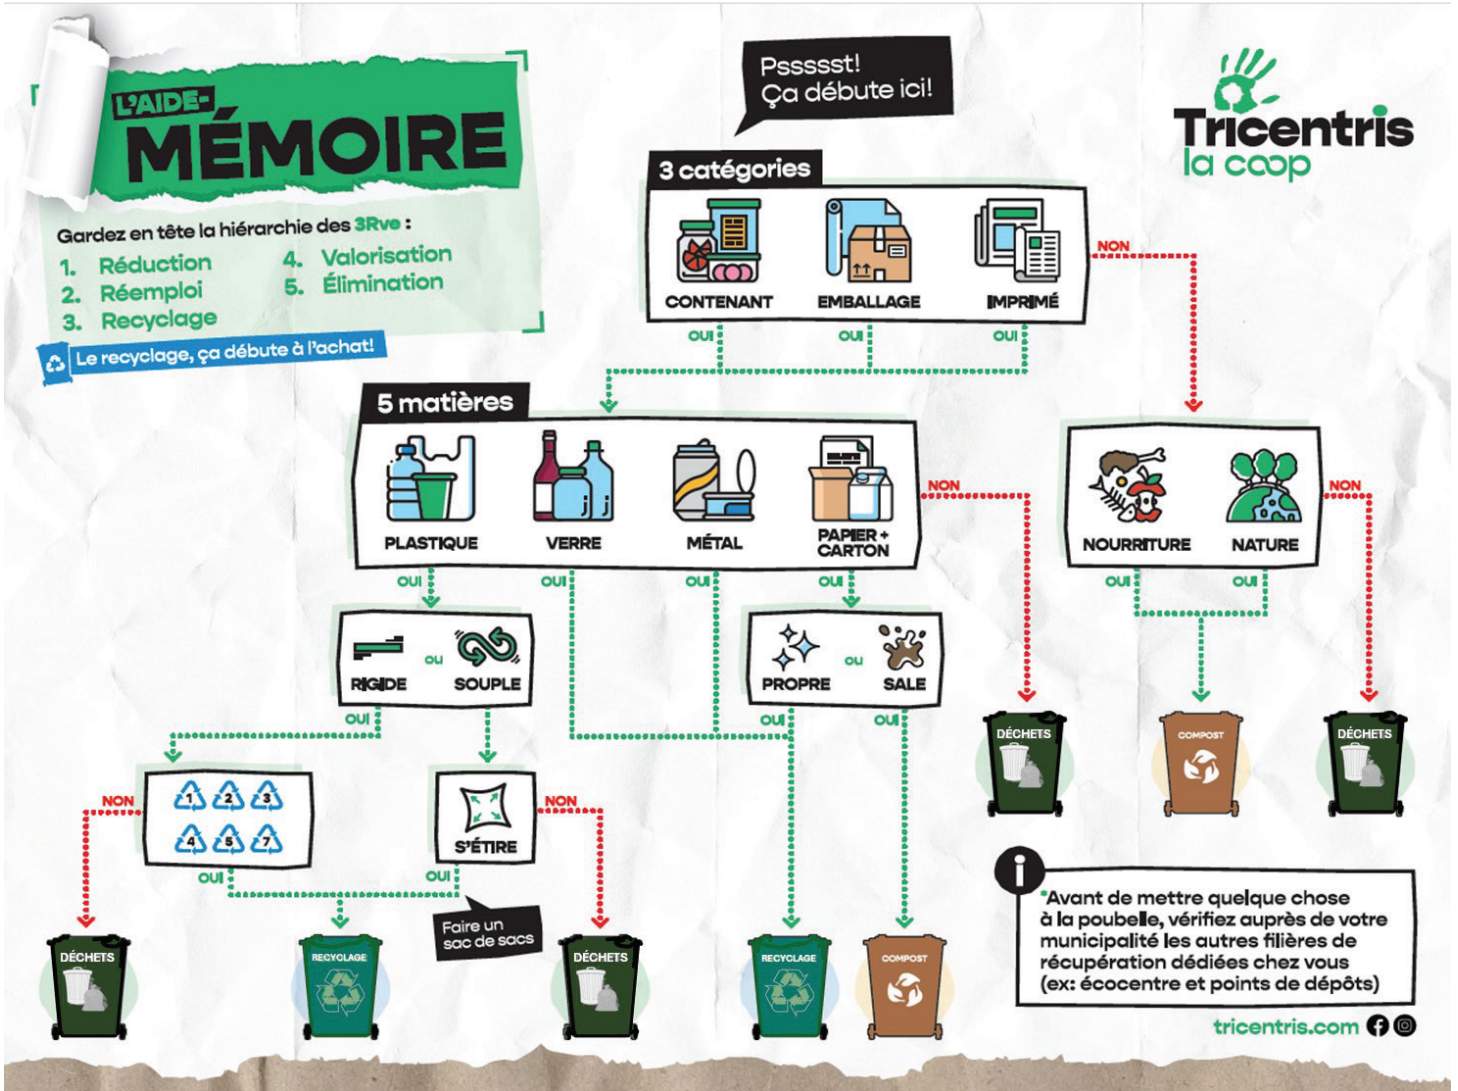 L'AIDE-
MÉMOIRE
Gardez en tête la hiérarchie des 3Rve :
1. Réduction
2. Réemploi
3. Recyclage
4. Valorisation
5. Élimination
Le recyclage, ça débute à l'achat!
Psssssst!
Ça débute ici!
Tricentris
la coop
3 catégories
CONTENANT
EMBALLAGE
IMPRIMÉ
NON
OUI
OUI
OUI
5 matières
PLASTIQUE
VERRE
MÉTAL
PAPIER +
CARTON
NON
NOURRITURE
NATURE
NON
OUI
OUI
OUI
OUI
OUI
OUI
RIGIDE
ou
SOUPLE
PROPRE
ou
SALE
OUI
OUI
OUI
DÉCHETS
COMPOST
DÉCHETS
NON
1
2
3
4
5
7
S'ÉTIRE
NON
OUI
OUI
Faire un
sac de sacs
DÉCHETS
RECYCLAGE
DÉCHETS
RECYCLAGE
COMPOST
i
*Avant de mettre quelque chose
à la poubelle, vérifiez auprès de votre
municipalité les autres filières de
récupération dédiées chez vous
(ex: écocentre et points de dépôts)
tricentris.com